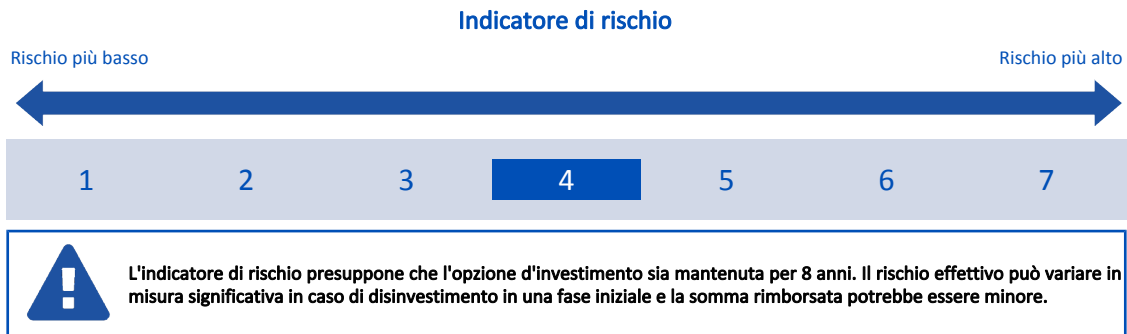 Indicatore di rischio
Rischio più basso
Rischio più alto
1 2 3 4 5 6 7
L'indicatore di rischio presuppone che l'opzione d'investimento sia mantenuta per 8 anni. Il rischio effettivo può variare in
misura significativa in caso di disinvestimento in una fase iniziale e la somma rimborsata potrebbe essere minore.